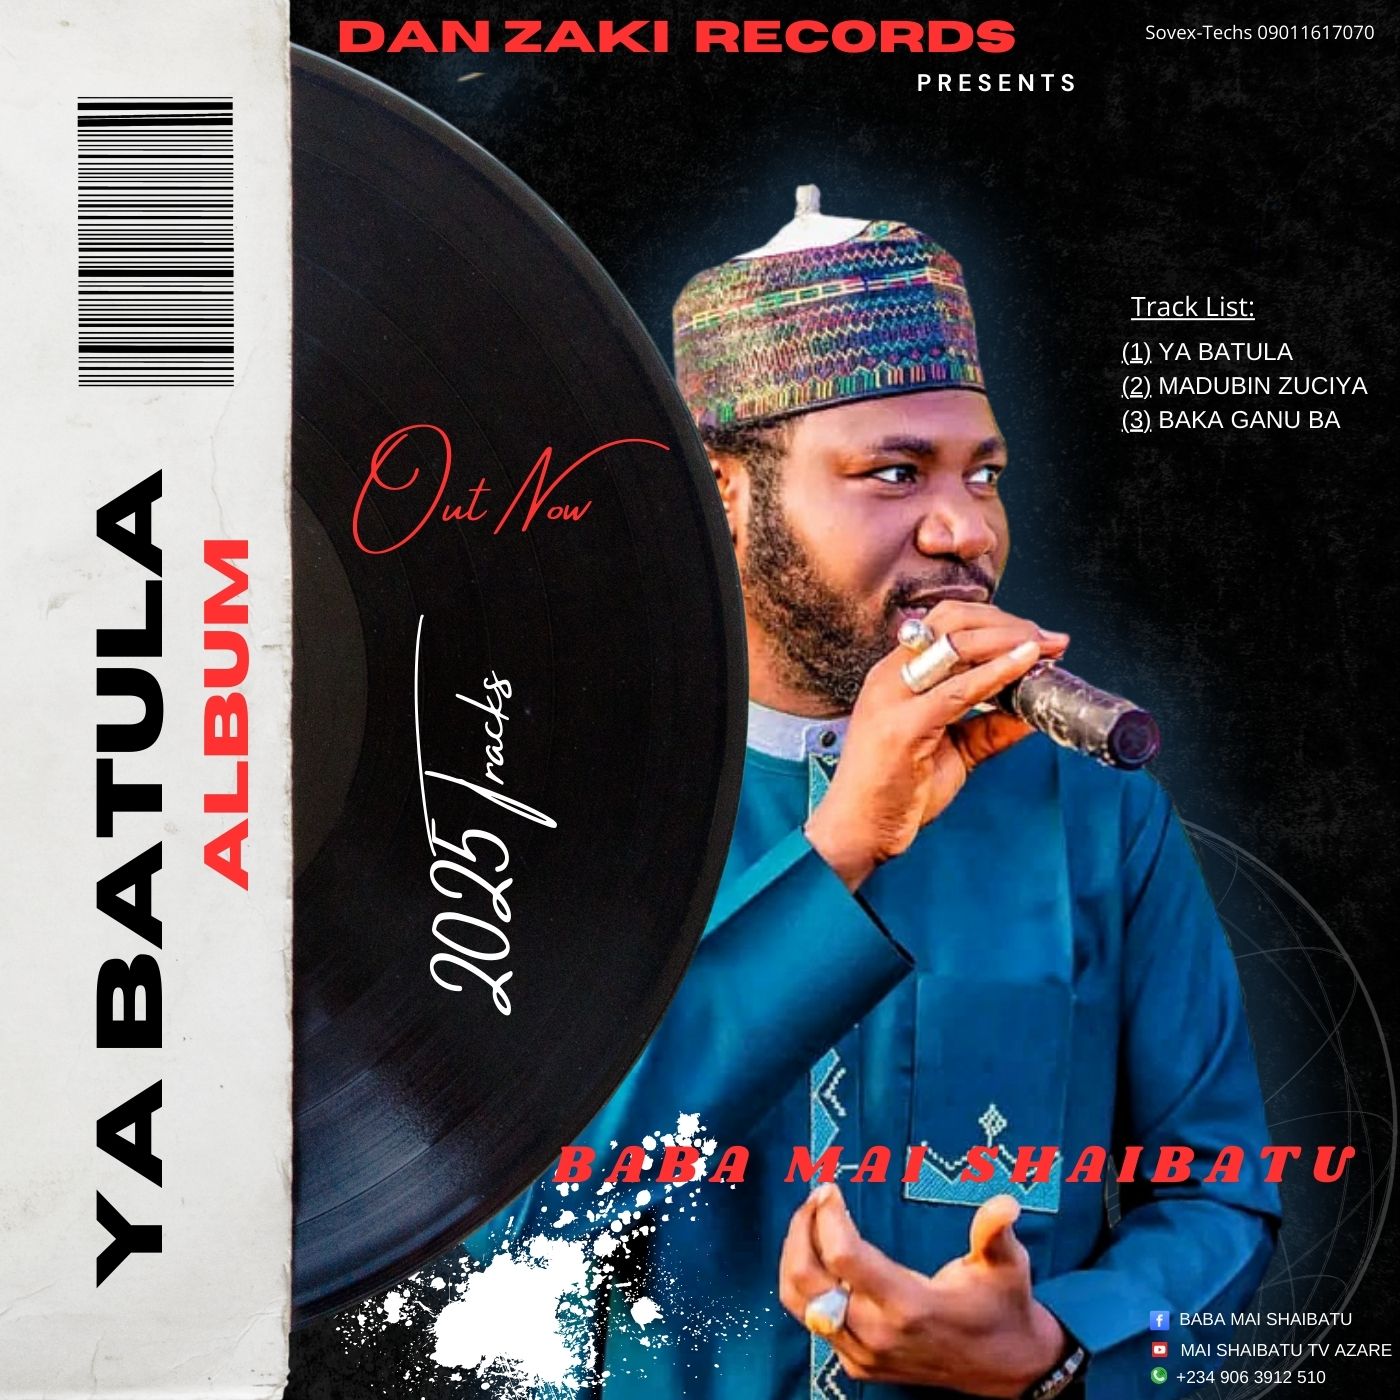 DAN ZAKI RECORDS
PRESENTS
Sovex-Techs 09011617070
YA BATULA
ALBUM
Out Now
2025 Tracks
Track List:
(1) YA BATULA
(2) MADUBIN ZUCIYA
(3) BAKA GANU BA
BABA MAI SHAIBATU
BABA MAI SHAIBATU
MAI SHAIBATU TV AZARE
+234 906 3912 510